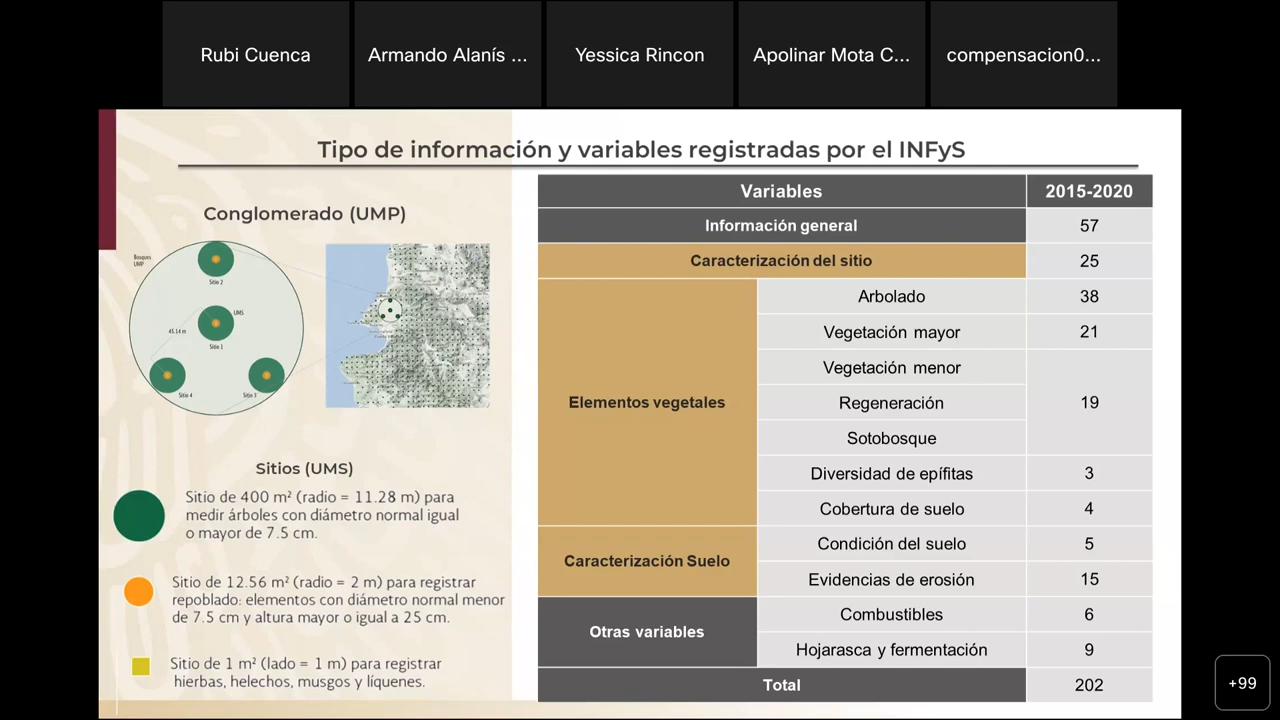 Rubi Cuenca
Armando Alanís ...
Yessica Rincon
Apolinar Mota C...
compensacion0...
Tipo de información y variables registradas por el INFyS
Conglomerado (UMP)
Bosques
UMP
Sitio 2
UMS
45.14 m
Sitio 1
Sitio 4
Sitio 3
Sitios (UMS)
Sitio de 400 m² (radio = 11.28 m) para
medir árboles con diámetro normal igual
o mayor de 7.5 cm.
Sitio de 12.56 m² (radio = 2 m) para registrar
repoblado: elementos con diámetro normal menor
de 7.5 cm y altura mayor o igual a 25 cm.
Sitio de 1 m² (lado = 1 m) para registrar
hierbas, helechos, musgos y líquenes.
Variables 2015-2020
Información general 57
Caracterización del sitio 25
Elementos vegetales
Arbolado 38
Vegetación mayor 21
Vegetación menor
Regeneración 19
Sotobosque
Diversidad de epífitas 3
Cobertura de suelo 4
Caracterización Suelo
Condición del suelo 5
Evidencias de erosión 15
Otras variables
Combustibles 6
Hojarasca y fermentación 9
Total 202
+99